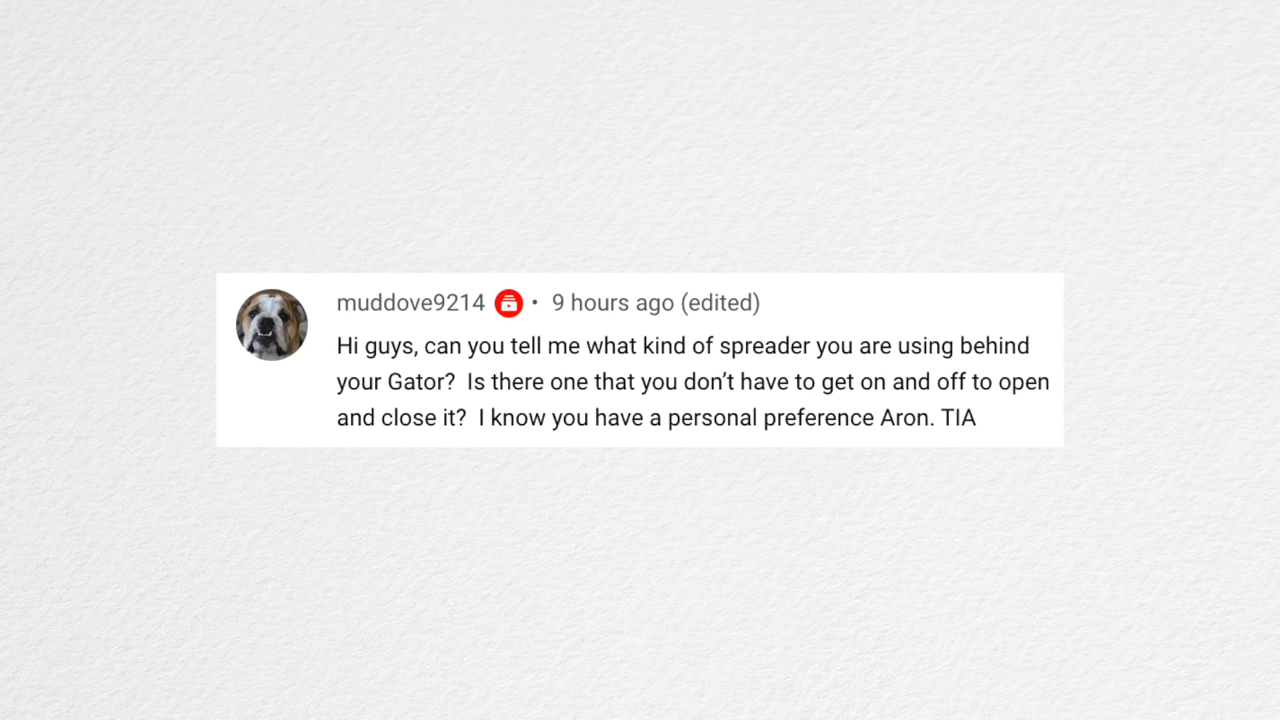 muddove9214 • 9 hours ago (edited)
Hi guys, can you tell me what kind of spreader you are using behind
your Gator?  Is there one that you don’t have to get on and off to open
and close it?  I know you have a personal preference Aron. TIA